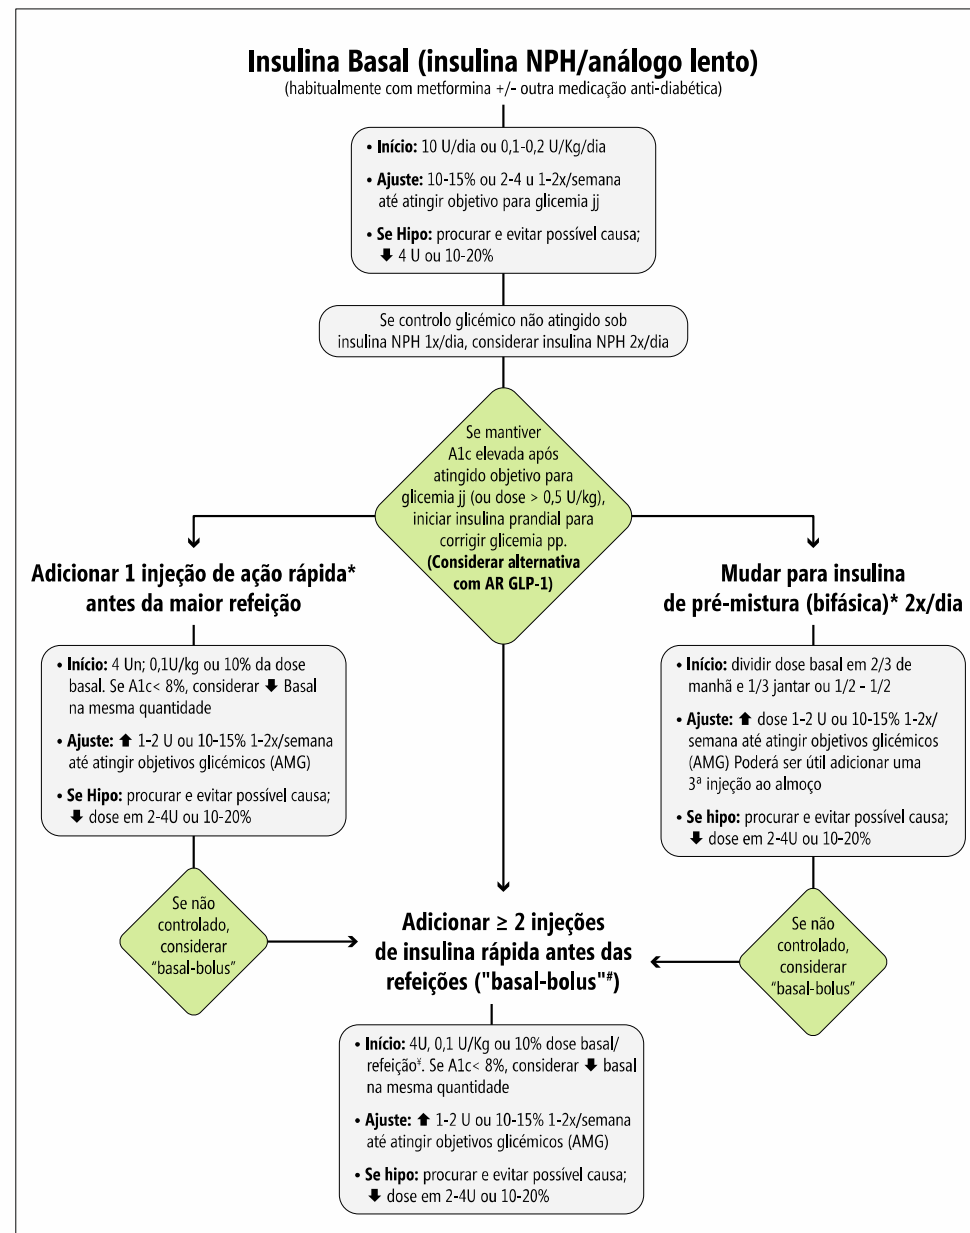 Insulina Basal (insulina NPH/análogo lento)
(habitualmente com metformina +/- outra medicação anti-diabética)
• Início: 10 U/dia ou 0,1-0,2 U/Kg/dia
• Ajuste: 10-15% ou 2-4 u 1-2x/semana
até atingir objetivo para glicemia jj
• Se Hipo: procurar e evitar possível causa;
🡇 4 U ou 10-20%
Se controlo glicémico não atingido sob
insulina NPH 1x/dia, considerar insulina NPH 2x/dia
Se mantiver
A1c elevada após
atingido objetivo para
glicemia jj (ou dose > 0,5 U/kg),
iniciar insulina prandial para
corrigir glicemia pp.
(Considerar alternativa
com AR GLP-1)
Adicionar 1 injeção de ação rápida*
antes da maior refeição
• Início: 4 Un; 0,1U/kg ou 10% da dose
basal. Se A1c< 8%, considerar 🡇 Basal
na mesma quantidade
• Ajuste: 🡅 1-2 U ou 10-15% 1-2x/semana
até atingir objetivos glicémicos (AMG)
• Se Hipo: procurar e evitar possível causa;
🡇 dose em 2-4U ou 10-20%
Se não
controlado,
considerar
“basal-bolus”
Mudar para insulina
de pré-mistura (bifásica)* 2x/dia
• Início: dividir dose basal em 2/3 de
manhã e 1/3 jantar ou 1/2 - 1/2
• Ajuste: 🡅 dose 1-2 U ou 10-15% 1-2x/
semana até atingir objetivos glicémicos
(AMG) Poderá ser útil adicionar uma
3ª injeção ao almoço
• Se hipo: procurar e evitar possível causa;
🡇 dose em 2-4U ou 10-20%
Se não
controlado,
considerar
“basal-bolus”
Adicionar ≥ 2 injeções
de insulina rápida antes das
refeições ("basal-bolus"#)
• Início: 4U, 0,1 U/Kg ou 10% dose basal/
refeição¥. Se A1c< 8%, considerar 🡇 basal
na mesma quantidade
• Ajuste: 🡅 1-2 U ou 10-15% 1-2x/semana
até atingir objetivos glicémicos (AMG)
• Se hipo: procurar e evitar possível causa;
🡇 dose em 2-4U ou 10-20%